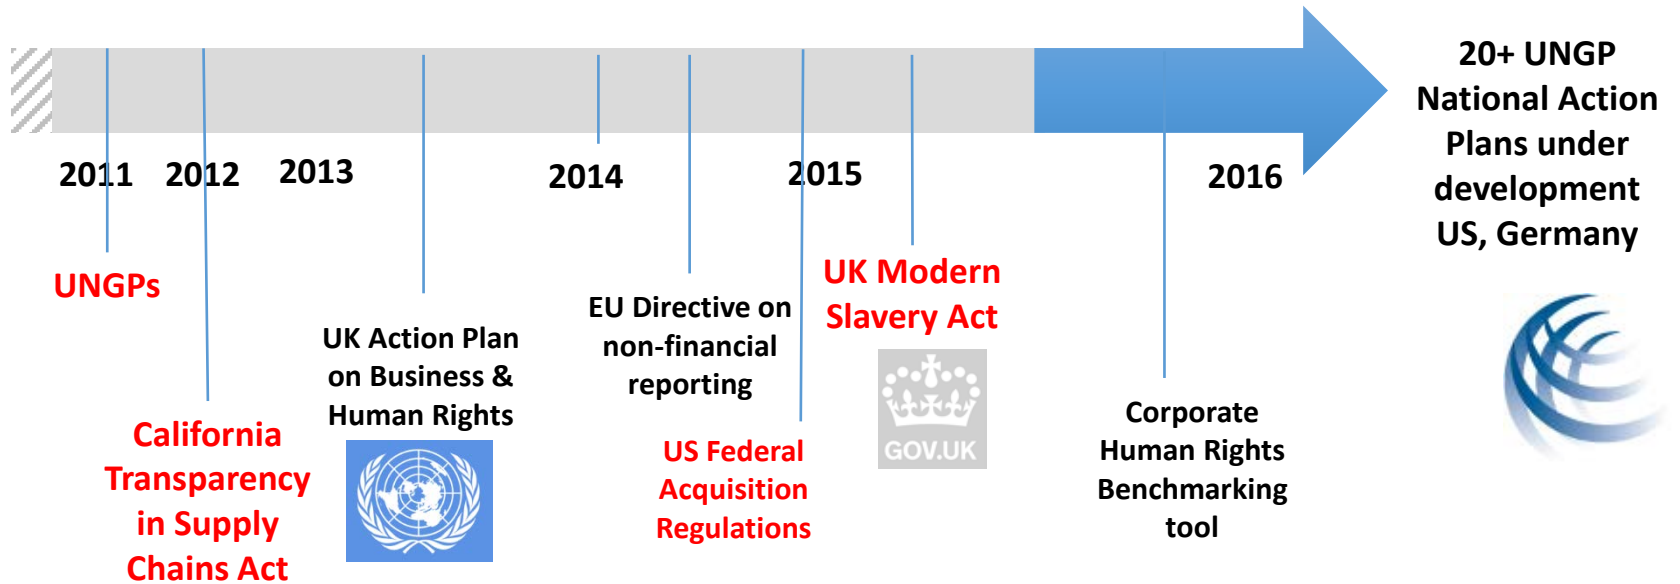 2011
2012
2013
2014
2015
2016
20+ UNGP
National Action
Plans under
development
US, Germany
UNGPs
California
Transparency
in Supply
Chains Act
UK Action Plan
on Business &
Human Rights
EU Directive on
non-financial
reporting
US Federal
Acquisition
Regulations
UK Modern
Slavery Act
GOV.UK
Corporate
Human Rights
Benchmarking
tool